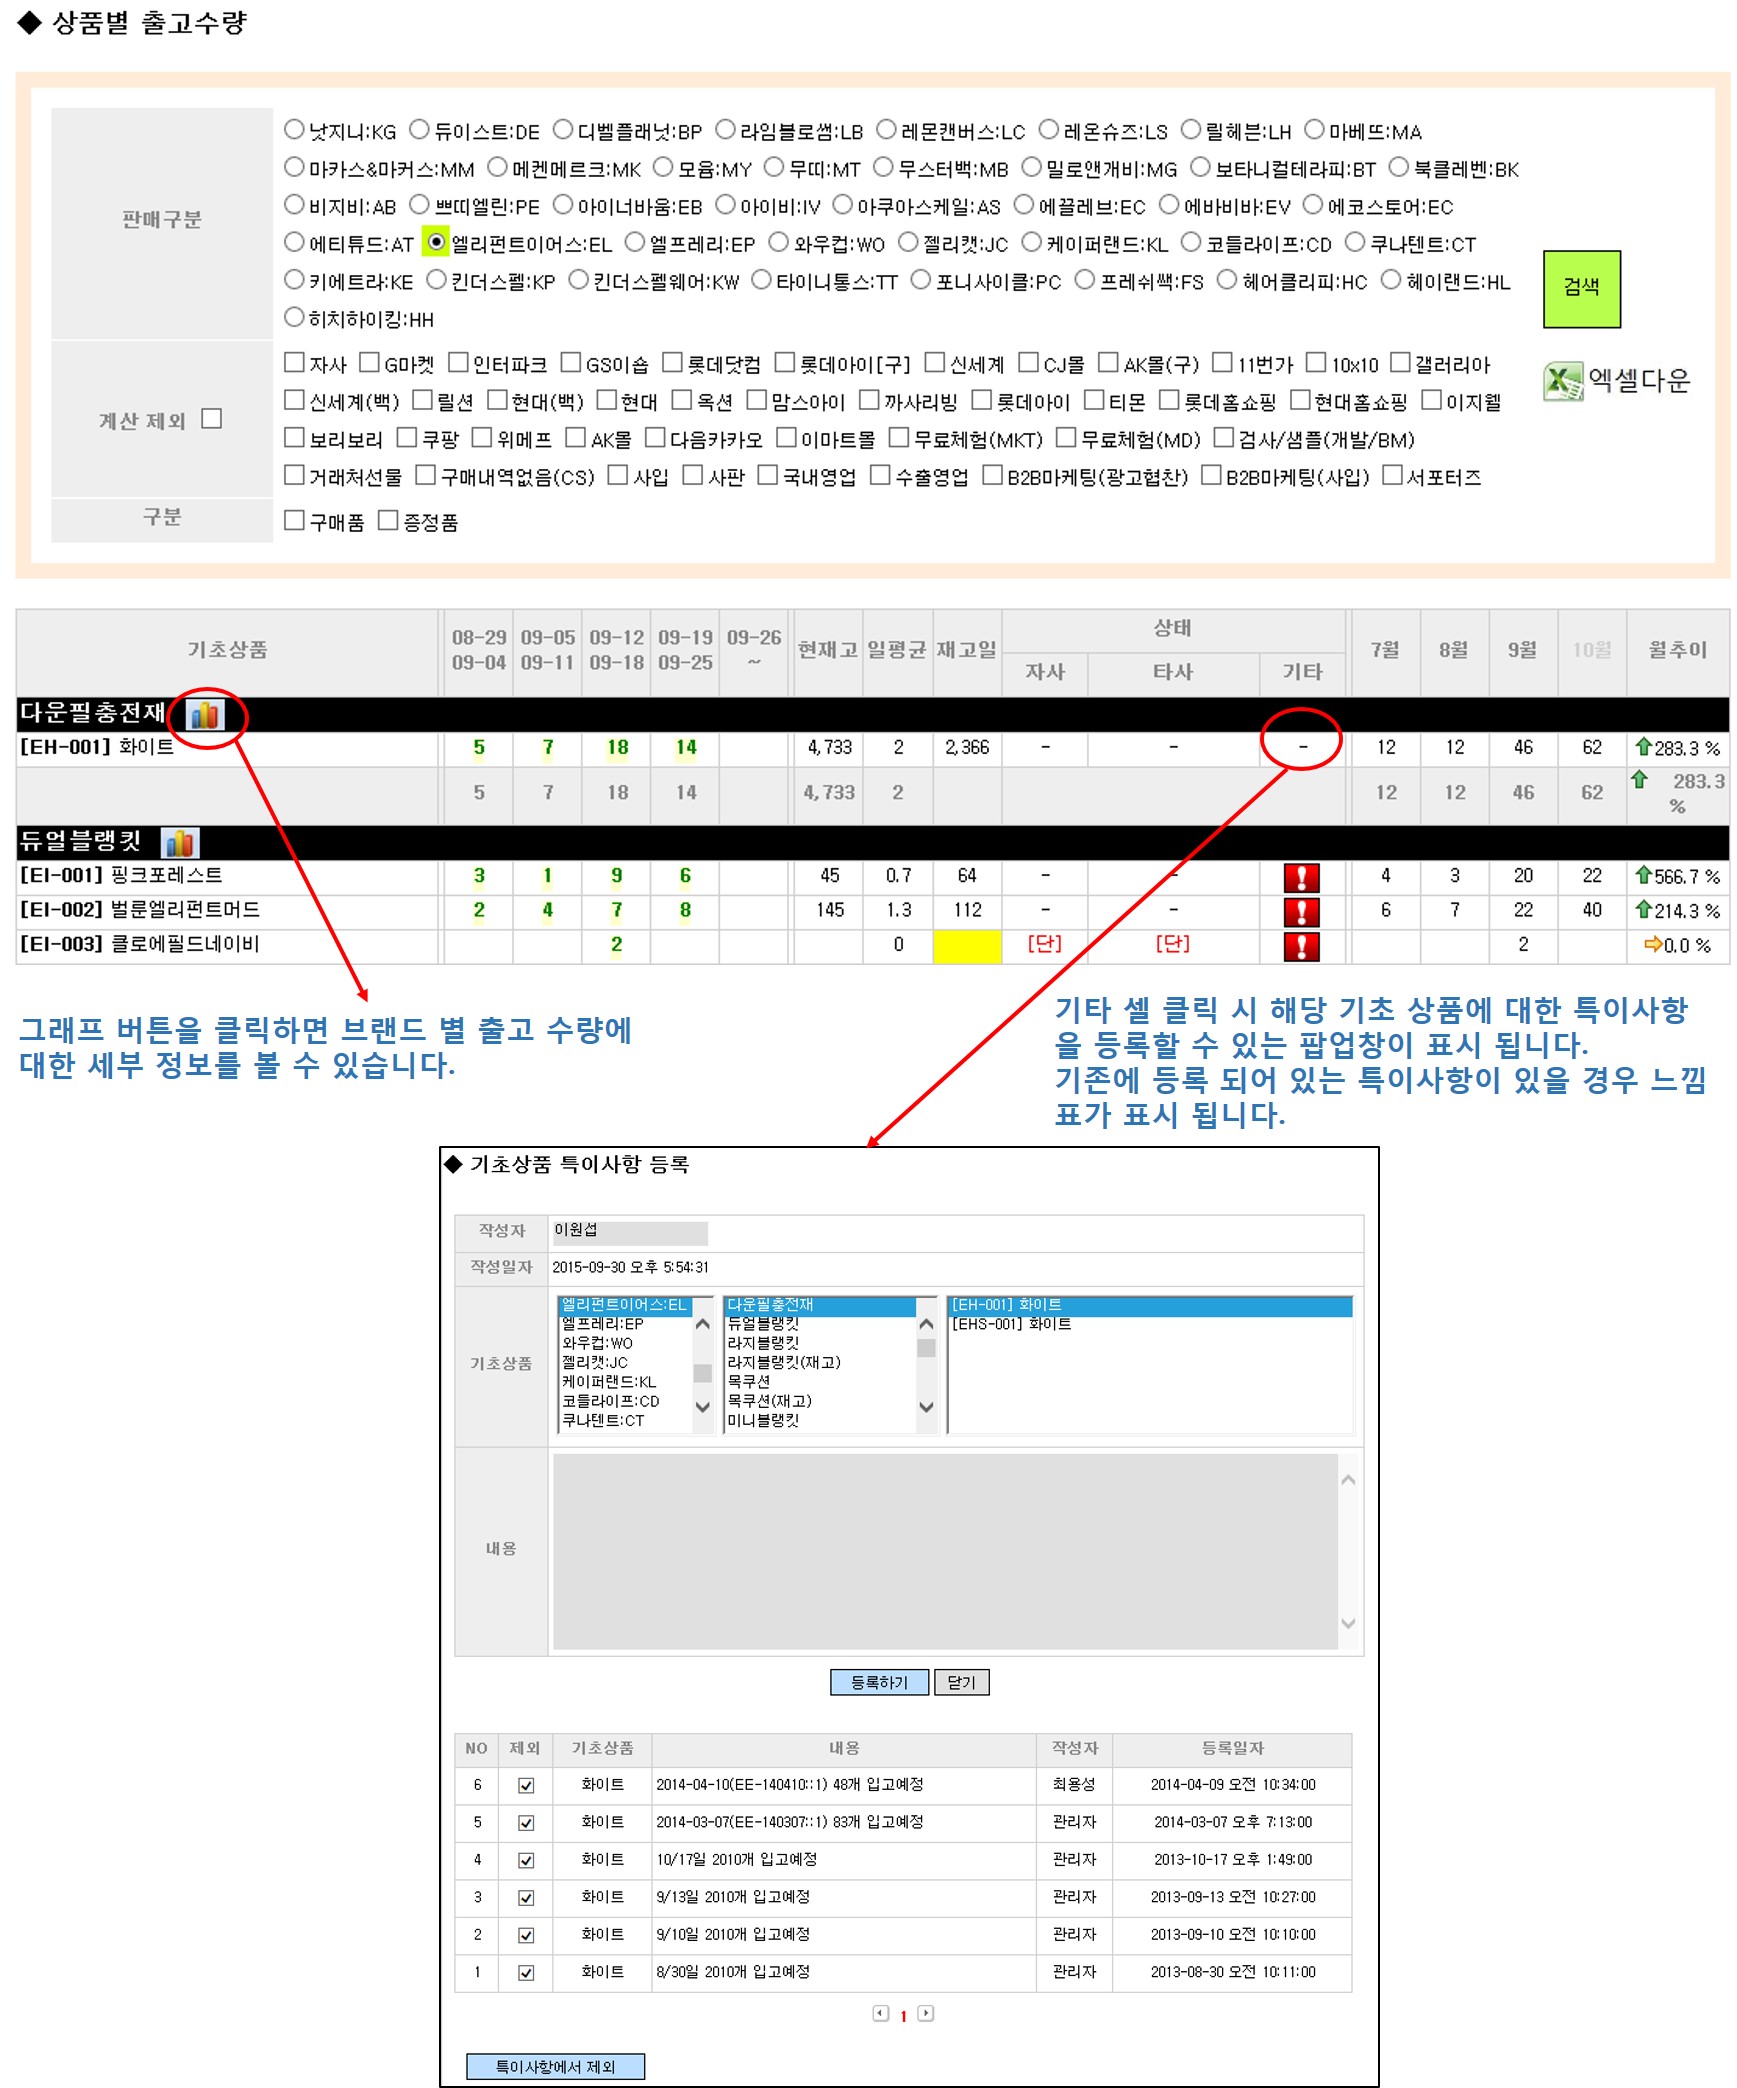 ◆ 상품별 출고수량
판매구분
낫지니:KG 듀이스트:DE 디벨플래넛:BP 라임블로썸:LB 레몬캔버스:LC 레온슈즈:LS 릴헤븐:LH 마베뜨:MA
마카스&마커스:MM 메켄메르크:MK 모윰:MY 무띠:MT 무스터백:MB 밀로앤개비:MG 보타니컬테라피:BT 북클레벤:BK
비지비:AB 쁘띠엘린:PE 아이너바움:EB 아이비:IV 아쿠아스케일:AS 에끌레브:EC 에바비바:EV 에코스토어:EC
에티튜드:AT 엘리펀트이어스:EL 엘프레리:EP 와우컵:WO 젤리캣:JC 케이퍼랜드:KL 코들라이프:CD 쿠나텐트:CT
키에트라:KE 킨더스펠:KP 킨더스펠웨어:KW 타이니통스:TT 포니사이클:PC 프레쉬쌕:FS 헤어클리피:HC 헤이랜드:HL
히치하이킹:HH
검색
엑셀다운
계산 제외
자사 G마켓 인터파크 GS이숍 롯데닷컴 롯데아이[구] 신세계 CJ몰 AK몰(구) 11번가 10x10 갤러리아
신세계(백) 릴션 현대(백) 현대 옥션 맘스아이 까사리빙 롯데아이 티몬 롯데홈쇼핑 현대홈쇼핑 이지웰
보리보리 쿠팡 위메프 AK몰 다음카카오 이마트몰 무료체험(MKT) 무료체험(MD) 검사/샘플(개발/BM)
거래처선물 구매내역없음(CS) 사입 사판 국내영업 수출영업 B2B마케팅(광고협찬) B2B마케팅(사입) 서포터즈
구분
구매품 증정품
기초상품 08-29 09-04 09-05 09-11 09-12 09-18 09-19 09-25 09-26 ~ 현재고 일평균 재고일 상태 7월 8월 9월 10월 월추이
자사 타사 기타
다운필충전재
[EH-001] 화이트 5 7 18 14 4,733 2 2,366 - - - 12 12 46 62 283.3 %
5 7 18 14 4,733 2 12 12 46 62 283.3 %
듀얼블랭킷
[EI-001] 핑크포레스트 3 1 9 6 45 0.7 64 - - 4 3 20 22 566.7 %
[EI-002] 벌룬엘리펀트머드 2 4 7 8 145 1.3 112 - - 6 7 22 40 214.3 %
[EI-003] 클로에필드네이비 2 0 [단] [단] 2 0.0 %
그래프 버튼을 클릭하면 브랜드 별 출고 수량에
대한 세부 정보를 볼 수 있습니다.
기타 셀 클릭 시 해당 기초 상품에 대한 특이사항
을 등록할 수 있는 팝업창이 표시 됩니다.
기존에 등록 되어 있는 특이사항이 있을 경우 느낌
표가 표시 됩니다.
◆ 기초상품 특이사항 등록
작성자 이원섭
작성일자 2015-09-30 오후 5:54:31
기초상품
엘리펀트이어스:EL 다운필충전재 [EH-001] 화이트
엘프레리:EP 듀얼블랭킷 [EHS-001] 화이트
와우컵:WO 라지블랭킷
젤리캣:JC 라지블랭킷(재고)
케이퍼랜드:KL 목쿠션
코들라이프:CD 목쿠션(재고)
쿠나텐트:CT 미니블랭킷
내용
등록하기 닫기
NO 제외 기초상품 내용 작성자 등록일자
6 화이트 2014-04-10(EE-140410::1) 48개 입고예정 최용성 2014-04-09 오전 10:34:00
5 화이트 2014-03-07(EE-140307::1) 83개 입고예정 관리자 2014-03-07 오후 7:13:00
4 화이트 10/17일 2010개 입고예정 관리자 2013-10-17 오후 1:49:00
3 화이트 9/13일 2010개 입고예정 관리자 2013-09-13 오전 10:27:00
2 화이트 9/10일 2010개 입고예정 관리자 2013-09-10 오전 10:10:00
1 화이트 8/30일 2010개 입고예정 관리자 2013-08-30 오전 10:11:00
1
특이사항에서 제외